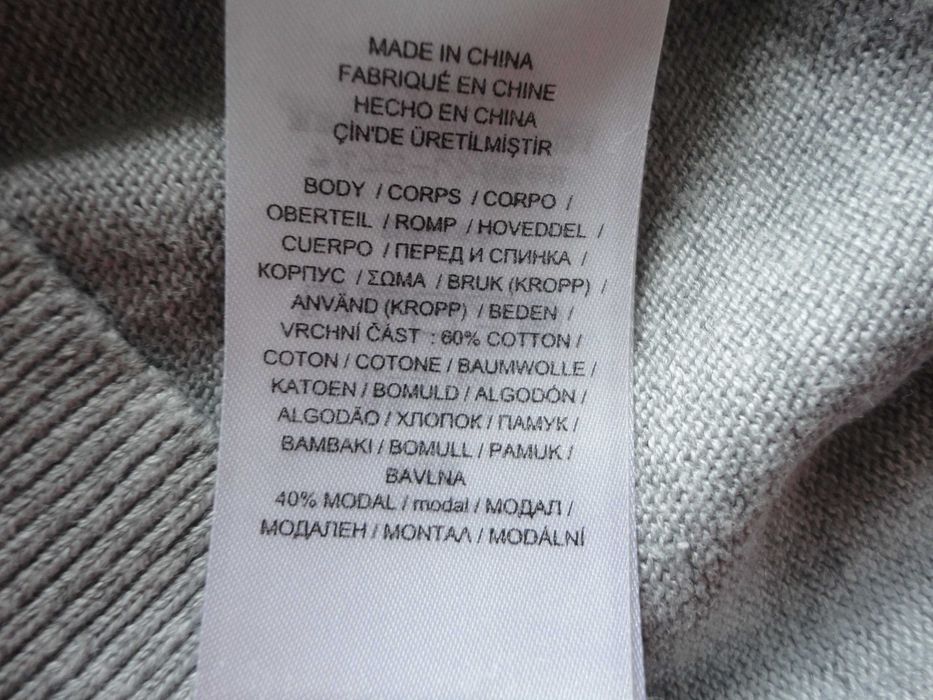 MADE IN CHINA
FABRIQUÉ EN CHINE
HECHO EN CHINA
ÇİN'DE ÜRETİLMİŞTİR
BODY / CORPS / CORPO /
OBERTEIL / ROMP / HOVEDDEL /
CUERPO / ПЕРЕД И СПИНКА /
КОРПУС / ΣΩΜΑ / BRUK (KROPP) /
ANVÄND (KROPP) / BEDEN /
VRCHNÍ ČÁST : 60% COTTON /
COTON / COTONE / BAUMWOLLE /
KATOEN / BOMULD / ALGODÓN /
ALGODÃO / ХЛОПОК / ПАМУК /
ΒΑΜΒΑΚΙ / BOMULL / PAMUK /
BAVLNA
40% MODAL / modal / МОДАЛ /
МОДАЛЕН / ΜΟΝΤΑΛ / MODÁLNÍ